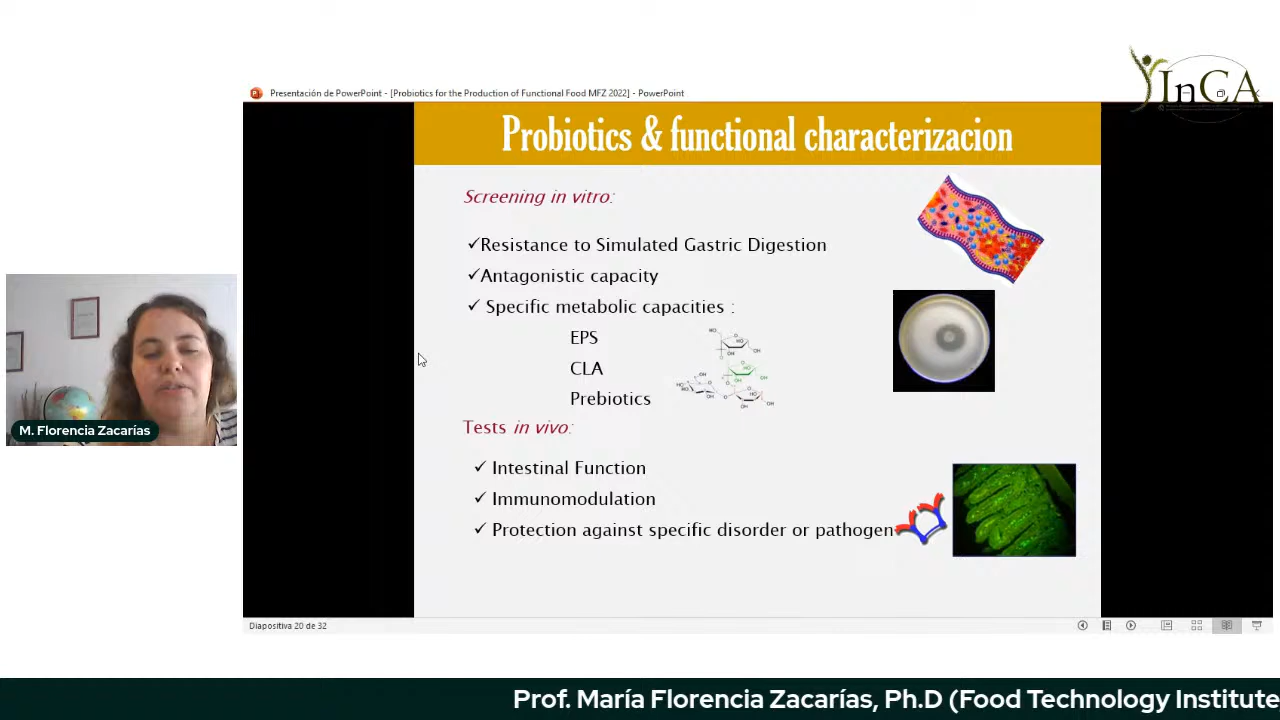 InCA
Presentación de PowerPoint - [Probiotics for the Production of Functional Food MFZ 2022] - PowerPoint
Probiotics & functional characterizacion
Screening in vitro:
✓Resistance to Simulated Gastric Digestion
✓Antagonistic capacity
✓ Specific metabolic capacities :
EPS
CLA
Prebiotics
Tests in vivo:
✓ Intestinal Function
✓ Immunomodulation
✓ Protection against specific disorder or pathogen
M. Florencia Zacarías
Diapositiva 20 de 32
Prof. María Florencia Zacarías, Ph.D (Food Technology Institute